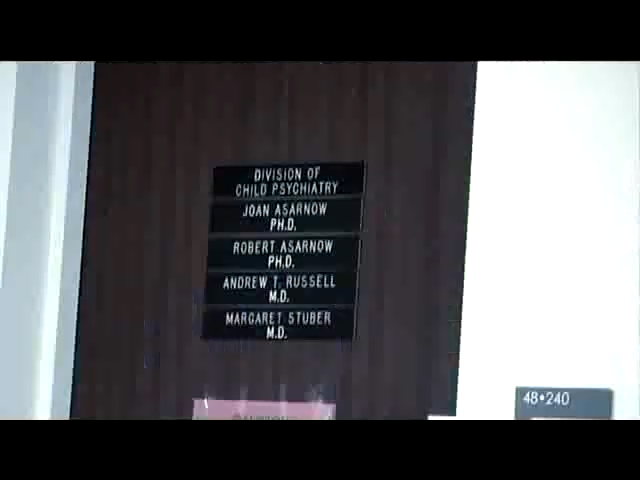 DIVISION OF
CHILD PSYCHIATRY
JOAN ASARNOW
PH.D.
ROBERT ASARNOW
PH.D.
ANDREW T. RUSSELL
M.D.
MARGARET STUBER
M.D.
48•240